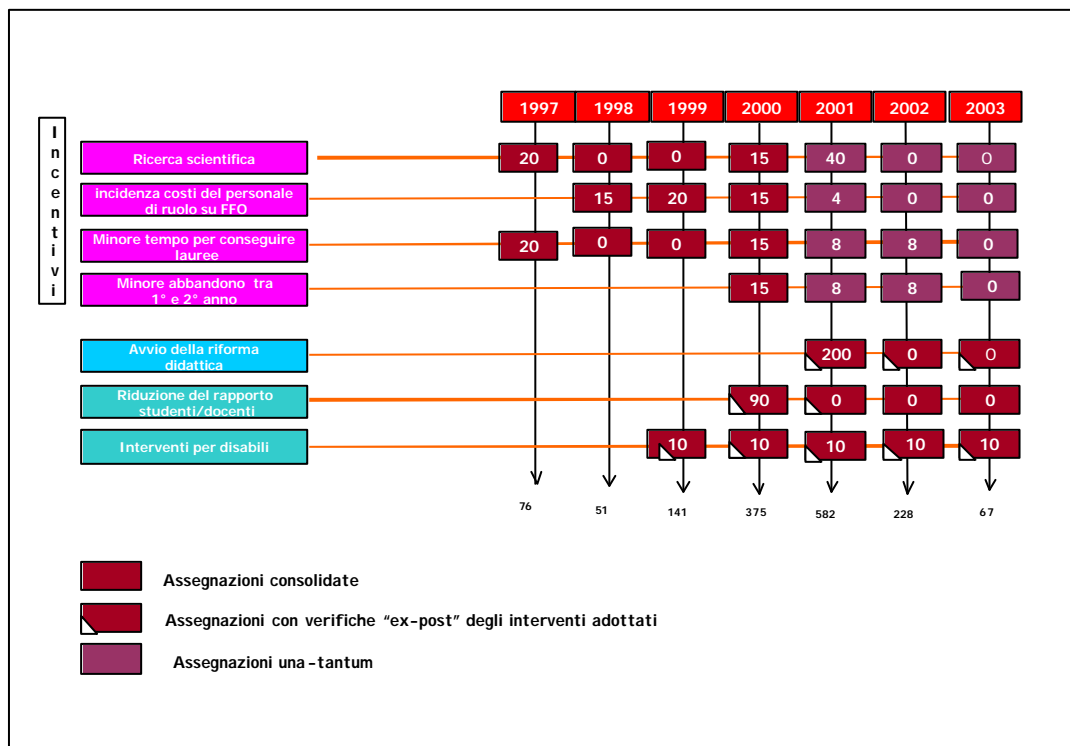 Incentivi
1997 1998 1999 2000 2001 2002 2003
Ricerca scientifica 20 0 0 15 40 0 0
incidenza costi del personale
di ruolo su FFO 15 20 15 4 0 0
Minore tempo per conseguire
lauree 20 0 0 15 8 8 0
Minore abbandono tra
1° e 2° anno 15 8 8 0
Avvio della riforma
didattica 200 0 0
Riduzione del rapporto
studenti/docenti 90 0 0 0
Interventi per disabili 10 10 10 10 10
76 51 141 375 582 228 67
Assegnazioni consolidate
Assegnazioni con verifiche “ex-post” degli interventi adottati
Assegnazioni una-tantum